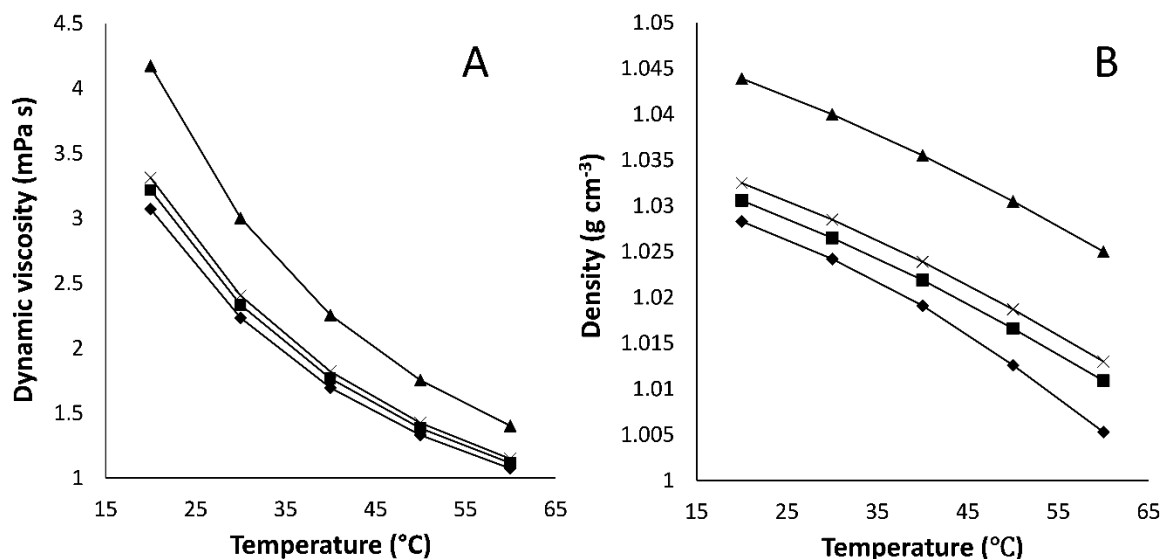 A
Dynamic viscosity (mPa s)
4.5
4
3.5
3
2.5
2
1.5
1
15 25 35 45 55 65
Temperature (°C)
B
Density (g cm-3)
1.05
1.045
1.04
1.035
1.03
1.025
1.02
1.015
1.01
1.005
1
15 25 35 45 55 65
Temperature (°C)